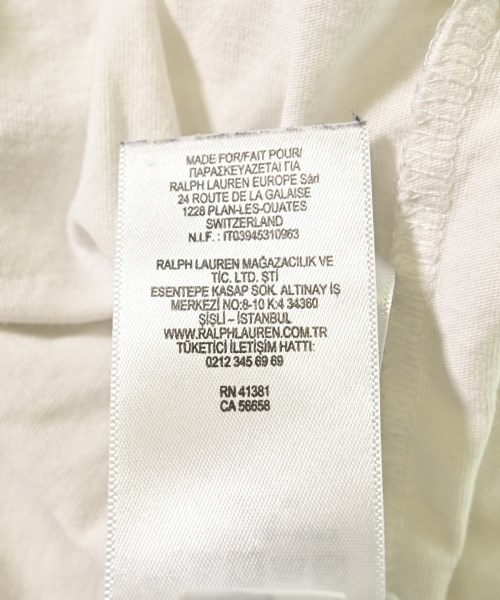 MADE FOR/FAIT POUR/
ΠΑΡΑΣΚΕΥΑΖΕΤΑΙ ΓΙΑ
RALPH LAUREN EUROPE Sàrl
24 ROUTE DE LA GALAISE
1228 PLAN-LES-OUATES
SWITZERLAND
N.I.F. : IT03945310963
RALPH LAUREN MAĞAZACILIK VE
TİC. LTD. ŞTİ
ESENTEPE KASAP SOK. ALTINAY İŞ
MERKEZİ NO:8-10 K:4 34360
ŞİŞLİ – İSTANBUL
WWW.RALPHLAUREN.COM.TR
TÜKETİCİ İLETİŞİM HATTI:
0212 345 69 69
RN 41381
CA 56658